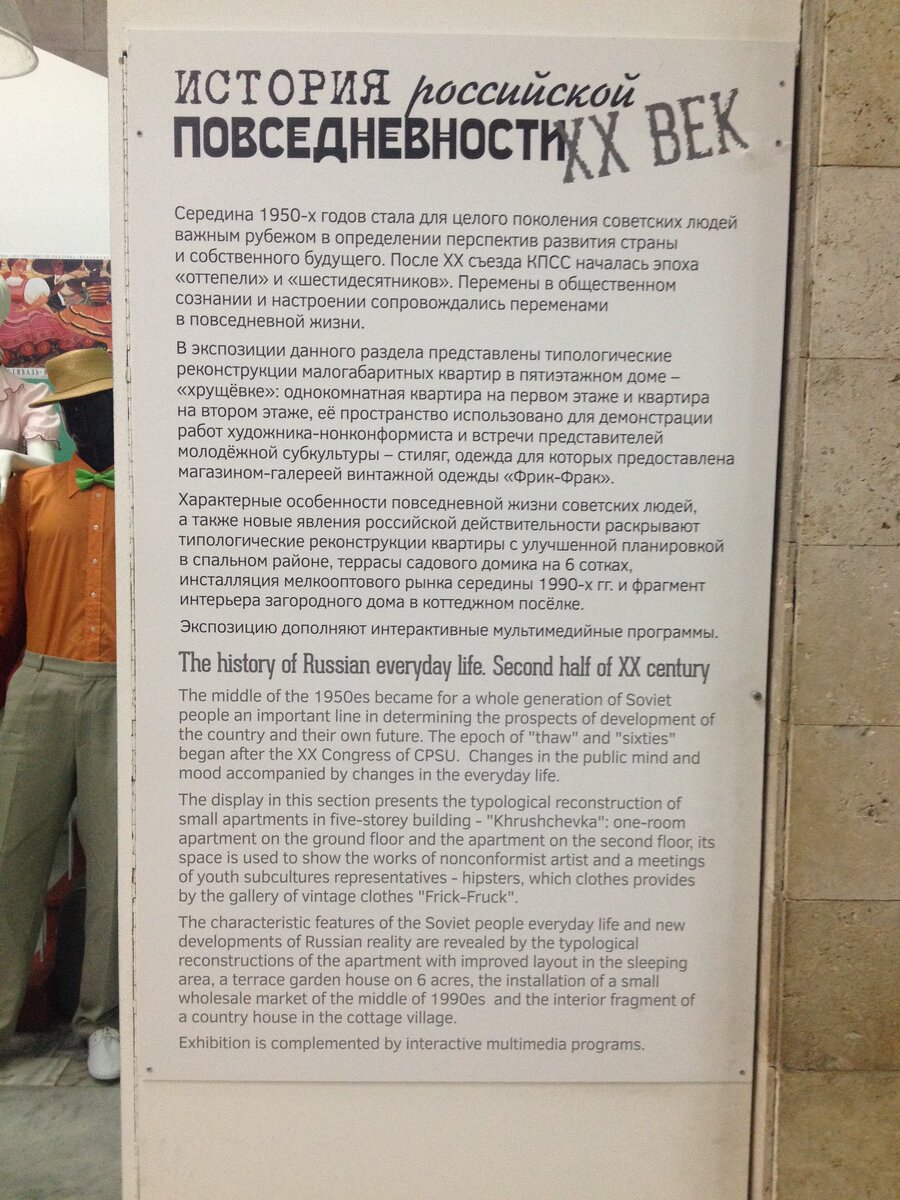 ИСТОРИЯ российской
ПОВСЕДНЕВНОСТИ XX ВЕК
Середина 1950-х годов стала для целого поколения советских людей
важным рубежом в определении перспектив развития страны
и собственного будущего. После XX съезда КПСС началась эпоха
«оттепели» и «шестидесятников». Перемены в общественном
сознании и настроении сопровождались переменами
в повседневной жизни.
В экспозиции данного раздела представлены типологические
реконструкции малогабаритных квартир в пятиэтажном доме –
«хрущёвке»: однокомнатная квартира на первом этаже и квартира
на втором этаже, её пространство использовано для демонстрации
работ художника-нонконформиста и встречи представителей
молодёжной субкультуры – стиляг, одежда для которых предоставлена
магазином-галереей винтажной одежды «Фрик-Фрак».
Характерные особенности повседневной жизни советских людей,
а также новые явления российской действительности раскрывают
типологические реконструкции квартиры с улучшенной планировкой
в спальном районе, террасы садового домика на 6 сотках,
инсталляция мелкооптового рынка середины 1990-х гг. и фрагмент
интерьера загородного дома в коттеджном посёлке.
Экспозицию дополняют интерактивные мультимедийные программы.
The history of Russian everyday life. Second half of XX century
The middle of the 1950es became for a whole generation of Soviet
people an important line in determining the prospects of development of
the country and their own future. The epoch of "thaw" and "sixties"
began after the XX Congress of CPSU. Changes in the public mind and
mood accompanied by changes in the everyday life.
The display in this section presents the typological reconstruction of
small apartments in five-storey building - "Khrushchevka": one-room
apartment on the ground floor and the apartment on the second floor, its
space is used to show the works of nonconformist artist and a meetings
of youth subcultures representatives - hipsters, which clothes provides
by the gallery of vintage clothes "Frick-Fruck".
The characteristic features of the Soviet people everyday life and new
developments of Russian reality are revealed by the typological
reconstructions of the apartment with improved layout in the sleeping
area, a terrace garden house on 6 acres, the installation of a small
wholesale market of the middle of 1990es and the interior fragment of
a country house in the cottage village.
Exhibition is complemented by interactive multimedia programs.